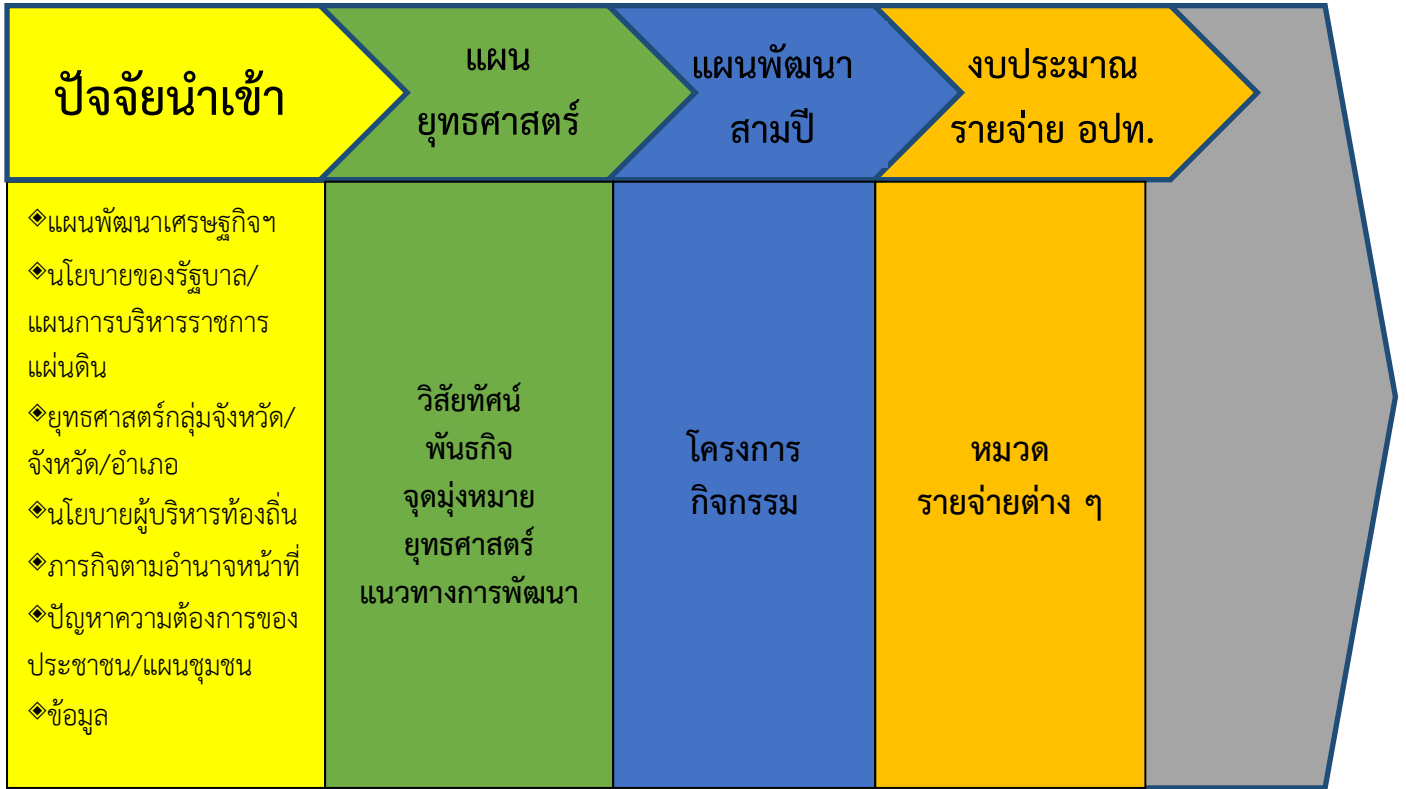 ปัจจัยนำเข้า
แผน
ยุทธศาสตร์
แผนพัฒนา
สามปี
งบประมาณ
รายจ่าย อปท.
◈แผนพัฒนาเศรษฐกิจฯ
◈นโยบายของรัฐบาล/
แผนการบริหารราชการ
แผ่นดิน
◈ยุทธศาสตร์กลุ่มจังหวัด/
จังหวัด/อำเภอ
◈นโยบายผู้บริหารท้องถิ่น
◈ภารกิจตามอำนาจหน้าที่
◈ปัญหาความต้องการของ
ประชาชน/แผนชุมชน
◈ข้อมูล
วิสัยทัศน์
พันธกิจ
จุดมุ่งหมาย
ยุทธศาสตร์
แนวทางการพัฒนา
โครงการ
กิจกรรม
หมวด
รายจ่ายต่าง ๆ